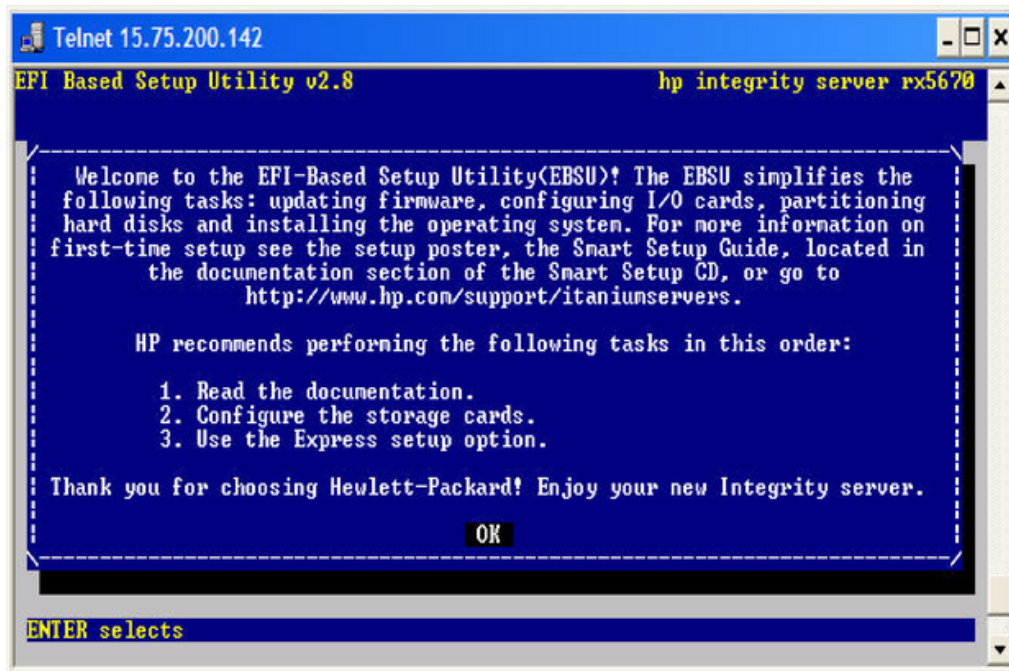 Telnet 15.75.200.142
EFI Based Setup Utility v2.8 hp integrity server rx5670
Welcome to the EFI-Based Setup Utility(EBSU)! The EBSU simplifies the
following tasks: updating firmware, configuring I/O cards, partitioning
hard disks and installing the operating system. For more information on
first-time setup see the setup poster, the Smart Setup Guide, located in
the documentation section of the Smart Setup CD, or go to
http://www.hp.com/support/itaniumservers.
HP recommends performing the following tasks in this order:
1. Read the documentation.
2. Configure the storage cards.
3. Use the Express setup option.
Thank you for choosing Hewlett-Packard! Enjoy your new Integrity server.
OK
ENTER selects